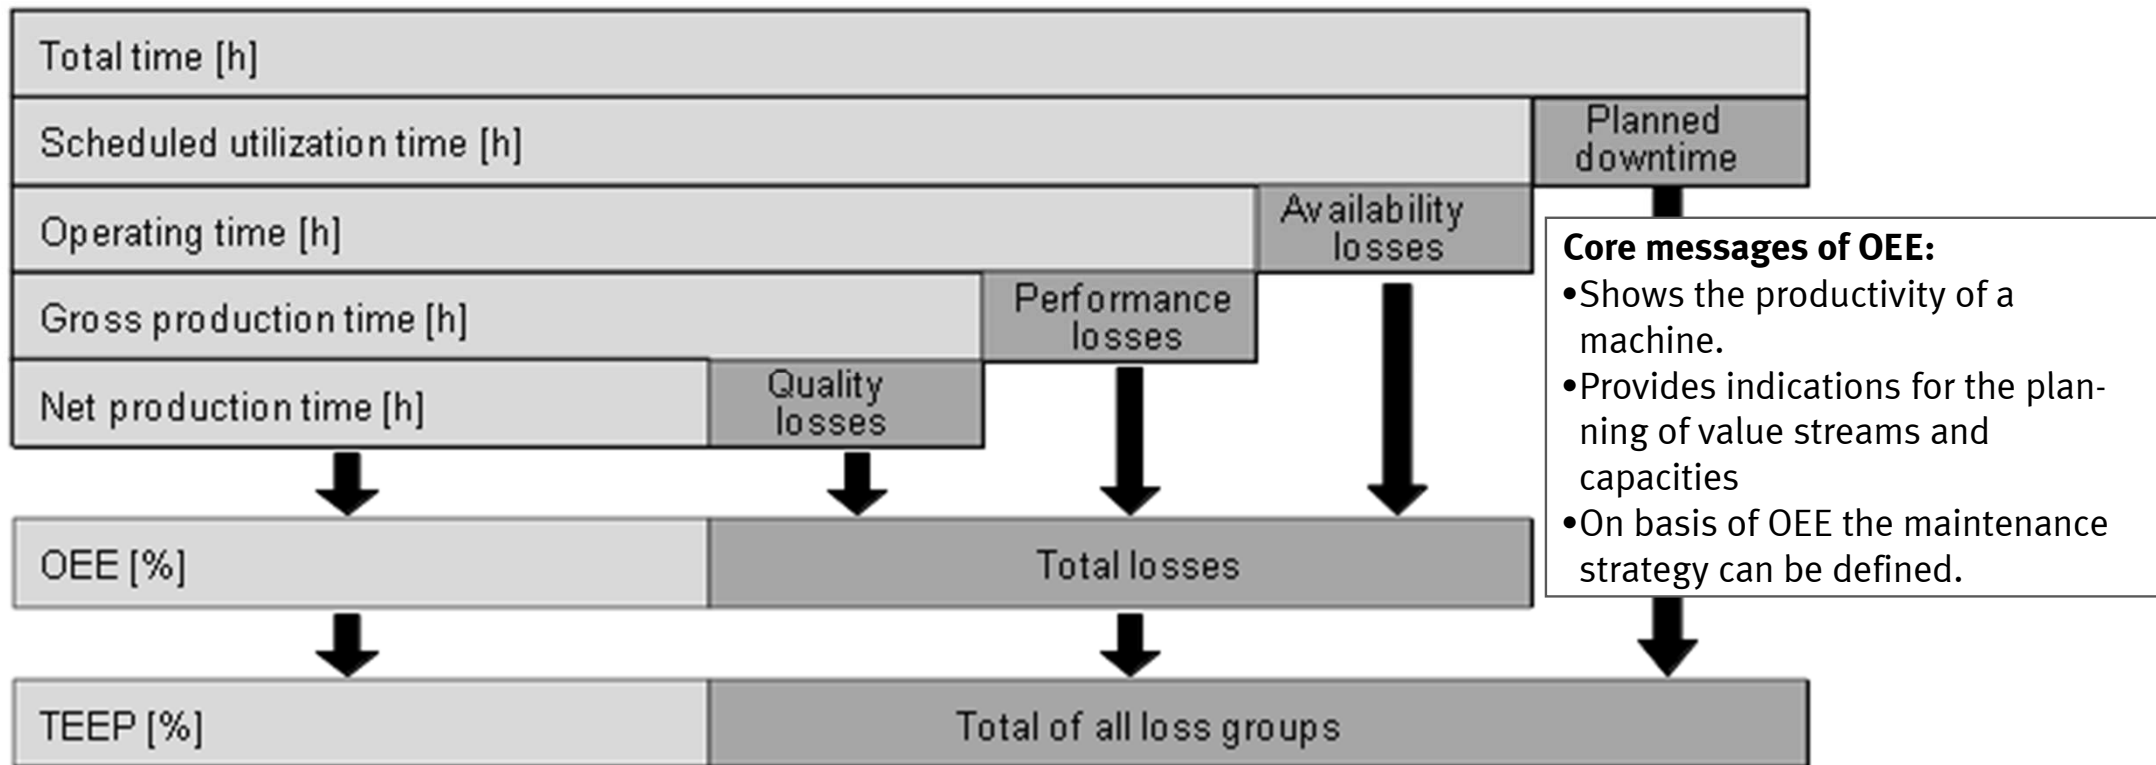 Total time [h]
Scheduled utilization time [h]
Planned
downtime
Operating time [h]
Availability
losses
Gross production time [h]
Performance
losses
Net production time [h]
Quality
losses
Core messages of OEE:
•Shows the productivity of a
machine.
•Provides indications for the plan-
ning of value streams and
capacities
•On basis of OEE the maintenance
strategy can be defined.
OEE [%]
Total losses
TEEP [%]
Total of all loss groups